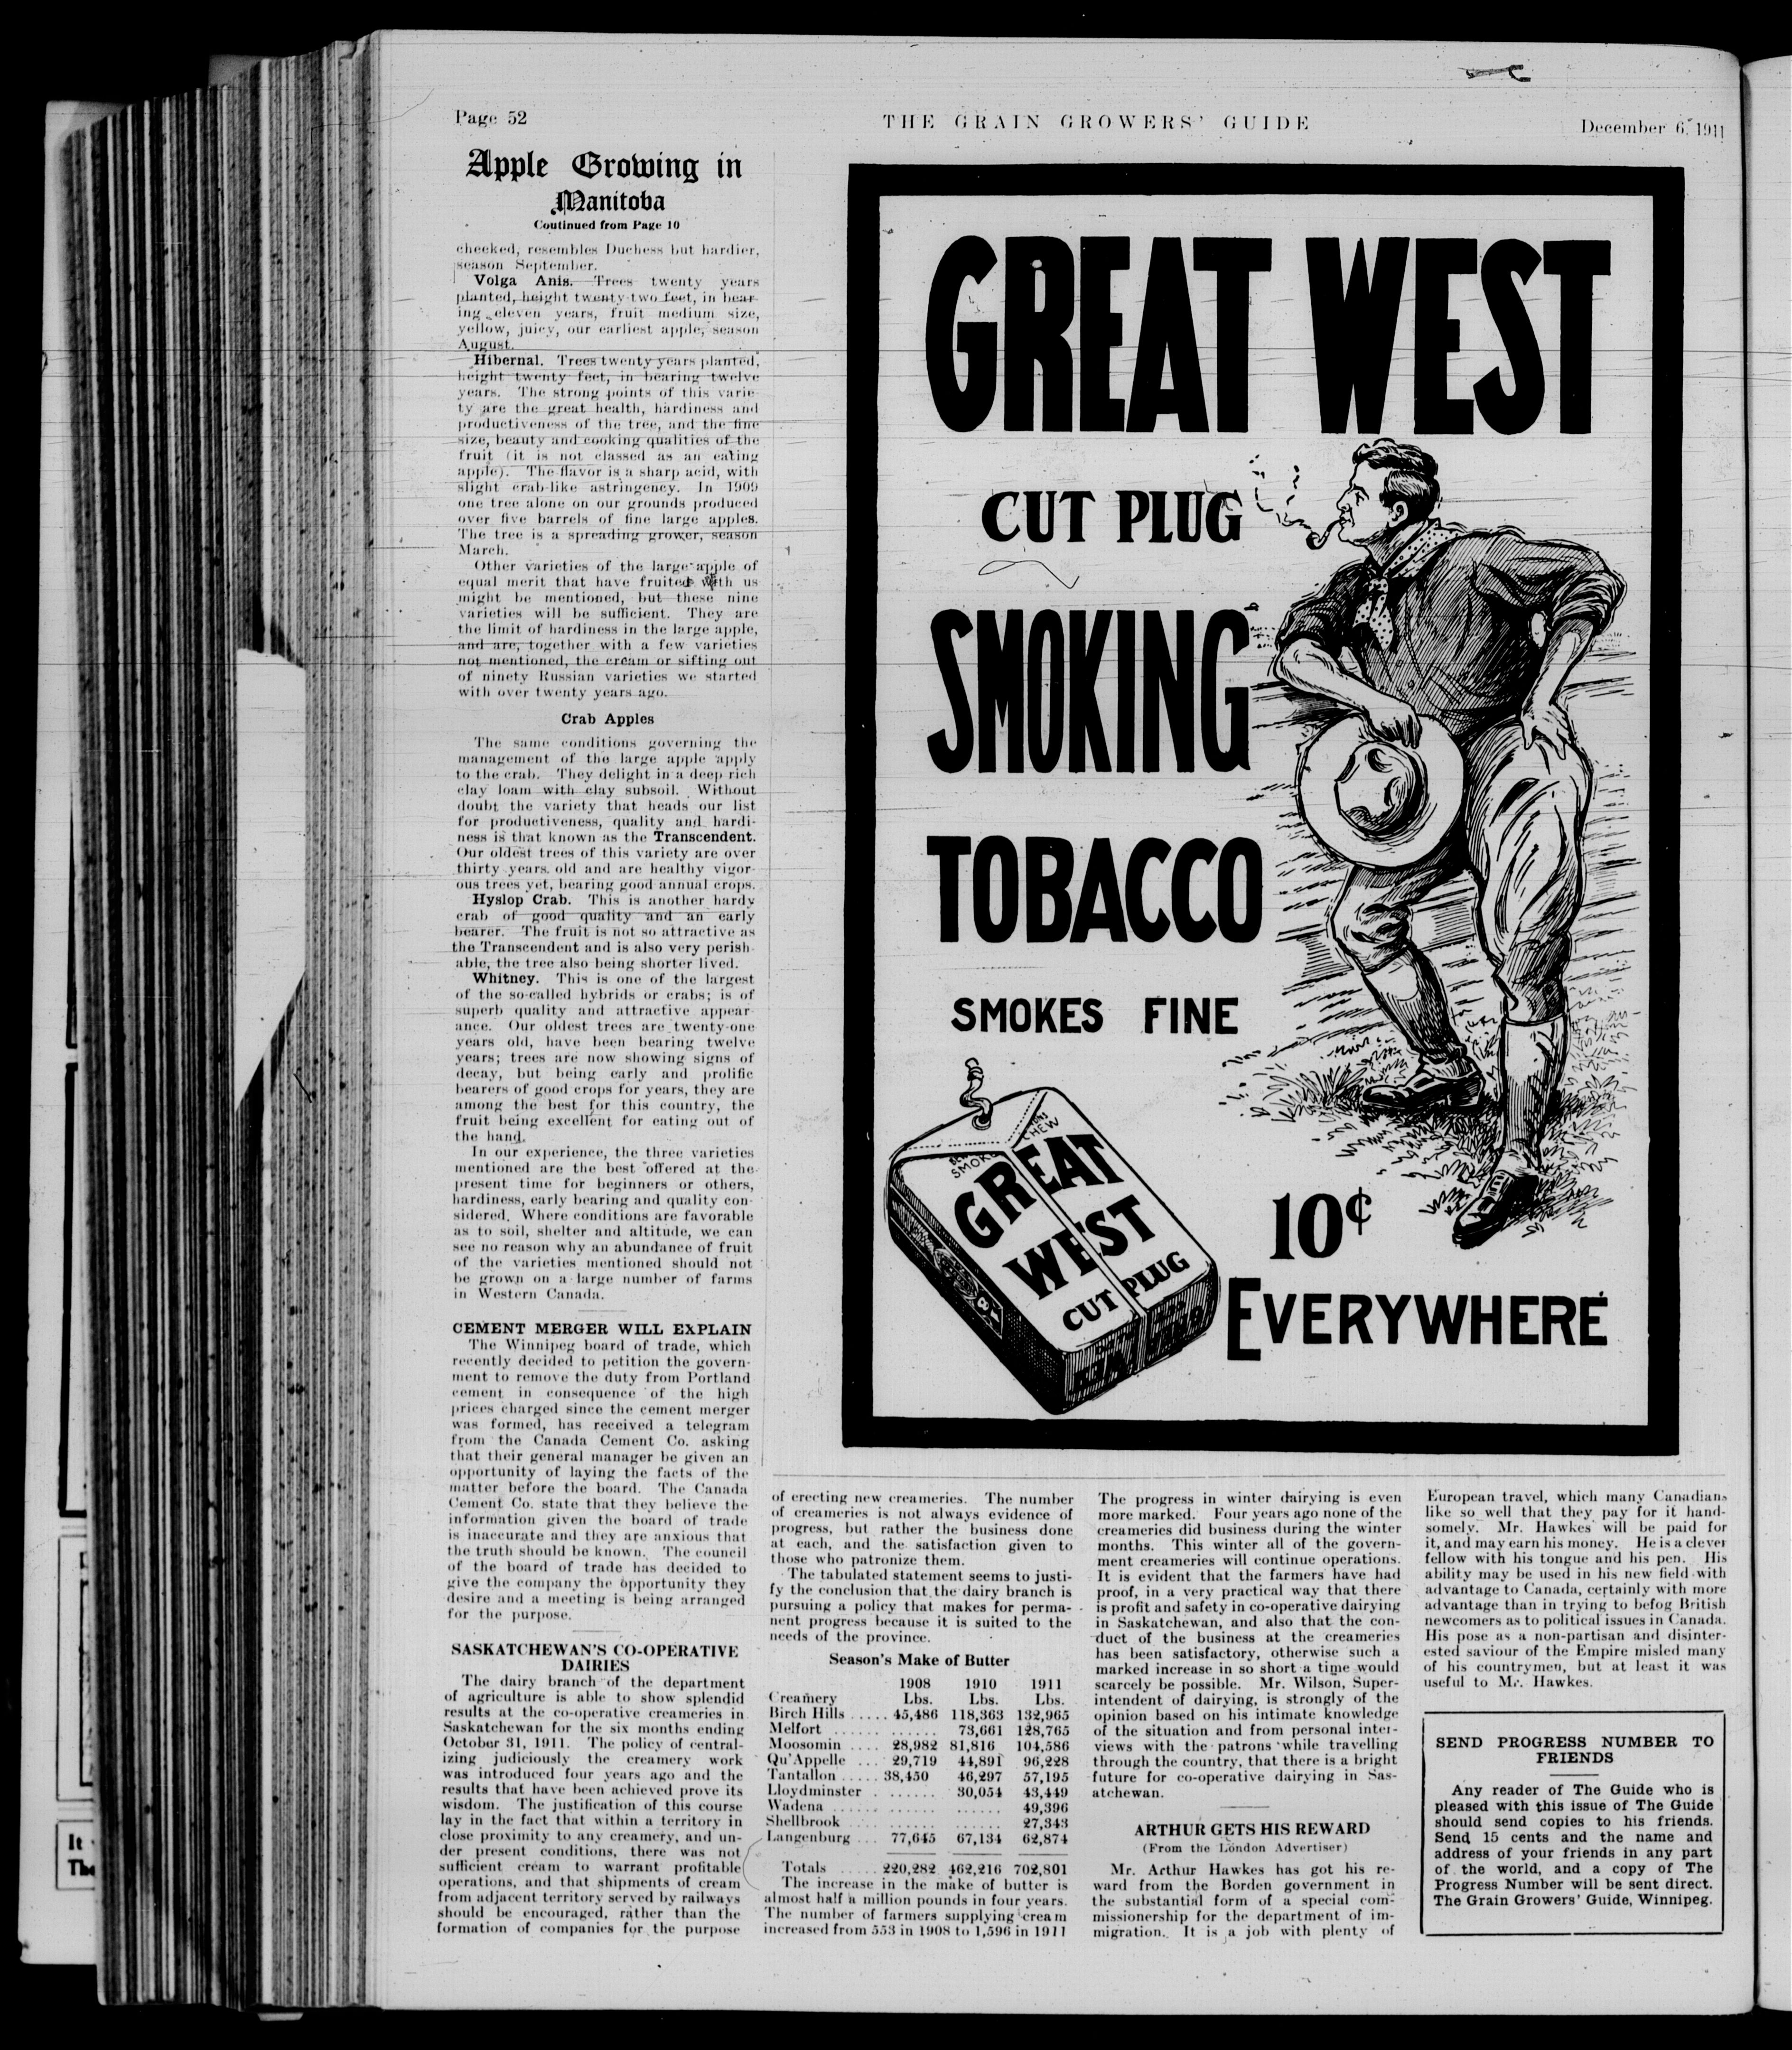 Page 52
THE GRAIN GROWERS' GUIDE
December 6, 1911
Apple Growing in
Manitoba
Coutinued from Page 10
checked, resembles Duchess but hardier,
season September.
Volga Anis. Trees twenty years
planted, height twenty-two feet, in bear-
ing eleven years, fruit medium size,
yellow, juicy, our earliest apple, season
August.
Hibernal. Trees twenty years planted,
height twenty feet, in bearing twelve
years. The strong points of this varie-
ty are the great health, hardiness and
productiveness of the tree, and the fine
size, beauty and cooking qualities of the
fruit (it is not classed as an eating
apple). The flavor is a sharp acid, with
slight crab-like astringency. In 1909
one tree alone on our grounds produced
over five barrels of fine large apples.
The tree is a spreading grower, season
March.
Other varieties of the large apple of
equal merit that have fruited with us
might be mentioned, but these nine
varieties will be sufficient. They are
the limit of hardiness in the large apple,
and are, together with a few varieties
not mentioned, the cream or sifting out
of ninety Russian varieties we started
with over twenty years ago.
Crab Apples
The same conditions governing the
management of the large apple apply
to the crab. They delight in a deep rich
clay loam with clay subsoil. Without
doubt the variety that heads our list
for productiveness, quality and hardi-
ness is that known as the Transcendent.
Our oldest trees of this variety are over
thirty years old and are healthy vigor-
ous trees yet, bearing good annual crops.
Hyslop Crab. This is another hardy
crab of good quality and an early
bearer. The fruit is not so attractive as
the Transcendent and is also very perish-
able, the tree also being shorter lived.
Whitney. This is one of the largest
of the so-called hybrids or crabs; is of
superb quality and attractive appear-
ance. Our oldest trees are twenty-one
years old, have been bearing twelve
years; trees are now showing signs of
decay, but being early and prolific
bearers of good crops for years, they are
among the best for this country, the
fruit being excellent for eating out of
the hand.
In our experience, the three varieties
mentioned are the best offered at the
present time for beginners or others,
hardiness, early bearing and quality con-
sidered. Where conditions are favorable
as to soil, shelter and altitude, we can
see no reason why an abundance of fruit
of the varieties mentioned should not
be grown on a large number of farms
in Western Canada.
CEMENT MERGER WILL EXPLAIN
The Winnipeg board of trade, which
recently decided to petition the govern-
ment to remove the duty from Portland
cement in consequence of the high
prices charged since the cement merger
was formed, has received a telegram
from the Canada Cement Co. asking
that their general manager be given an
opportunity of laying the facts of the
matter before the board. The Canada
Cement Co. state that they believe the
information given the board of trade
is inaccurate and they are anxious that
the truth should be known. The council
of the board of trade has decided to
give the company the opportunity they
desire and a meeting is being arranged
for the purpose.
SASKATCHEWAN'S CO-OPERATIVE
DAIRIES
The dairy branch of the department
of agriculture is able to show splendid
results at the co-operative creameries in
Saskatchewan for the six months ending
October 31, 1911. The policy of central-
izing judiciously the creamery work
was introduced four years ago and the
results that have been achieved prove its
wisdom. The justification of this course
lay in the fact that within a territory in
close proximity to any creamery, and un-
der present conditions, there was not
sufficient cream to warrant profitable
operations, and that shipments of cream
from adjacent territory served by railways
should be encouraged, rather than the
formation of companies for the purpose
GREAT WEST
CUT PLUG
SMOKING
TOBACCO
SMOKES FINE
SMOKE
CHEW
GREAT
WEST
CUT PLUG
10¢
EVERYWHERE
of erecting new creameries. The number
of creameries is not always evidence of
progress, but rather the business done
at each, and the satisfaction given to
those who patronize them.
The tabulated statement seems to justi-
fy the conclusion that the dairy branch is
pursuing a policy that makes for perma-
nent progress because it is suited to the
needs of the province.
Season's Make of Butter
1908 1910 1911
Creamery Lbs. Lbs. Lbs.
Birch Hills ..... 45,486 118,363 132,965
Melfort ...... ...... 73,661 128,765
Moosomin .... 28,982 81,816 104,586
Qu'Appelle ... 29,719 44,891 96,228
Tantallon ..... 38,450 46,297 57,195
Lloydminster . ...... 30,054 43,449
Wadena ...... ...... ...... 49,396
Shellbrook .... ...... ...... 27,343
Langenburg ... 77,645 67,134 62,874
Totals ..... 220,282 462,216 702,801
The increase in the make of butter is
almost half a million pounds in four years.
The number of farmers supplying cream
increased from 553 in 1908 to 1,596 in 1911
The progress in winter dairying is even
more marked. Four years ago none of the
creameries did business during the winter
months. This winter all of the govern-
ment creameries will continue operations.
It is evident that the farmers have had
proof, in a very practical way that there
is profit and safety in co-operative dairying
in Saskatchewan, and also that the con-
duct of the business at the creameries
has been satisfactory, otherwise such a
marked increase in so short a time would
scarcely be possible. Mr. Wilson, Super-
intendent of dairying, is strongly of the
opinion based on his intimate knowledge
of the situation and from personal inter-
views with the patrons while travelling
through the country, that there is a bright
future for co-operative dairying in Sas-
atchewan.
ARTHUR GETS HIS REWARD
(From the London Advertiser)
Mr. Arthur Hawkes has got his re-
ward from the Borden government in
the substantial form of a special com-
missionership for the department of im-
migration. It is a job with plenty of
European travel, which many Canadians
like so well that they pay for it hand-
somely. Mr. Hawkes will be paid for
it, and may earn his money. He is a clever
fellow with his tongue and his pen. His
ability may be used in his new field with
advantage to Canada, certainly with more
advantage than in trying to befog British
newcomers as to political issues in Canada.
His pose as a non-partisan and disinter-
ested saviour of the Empire misled many
of his countrymen, but at least it was
useful to Mr. Hawkes.
SEND PROGRESS NUMBER TO
FRIENDS
Any reader of The Guide who is
pleased with this issue of The Guide
should send copies to his friends.
Send 15 cents and the name and
address of your friends in any part
of the world, and a copy of The
Progress Number will be sent direct.
The Grain Growers' Guide, Winnipeg.